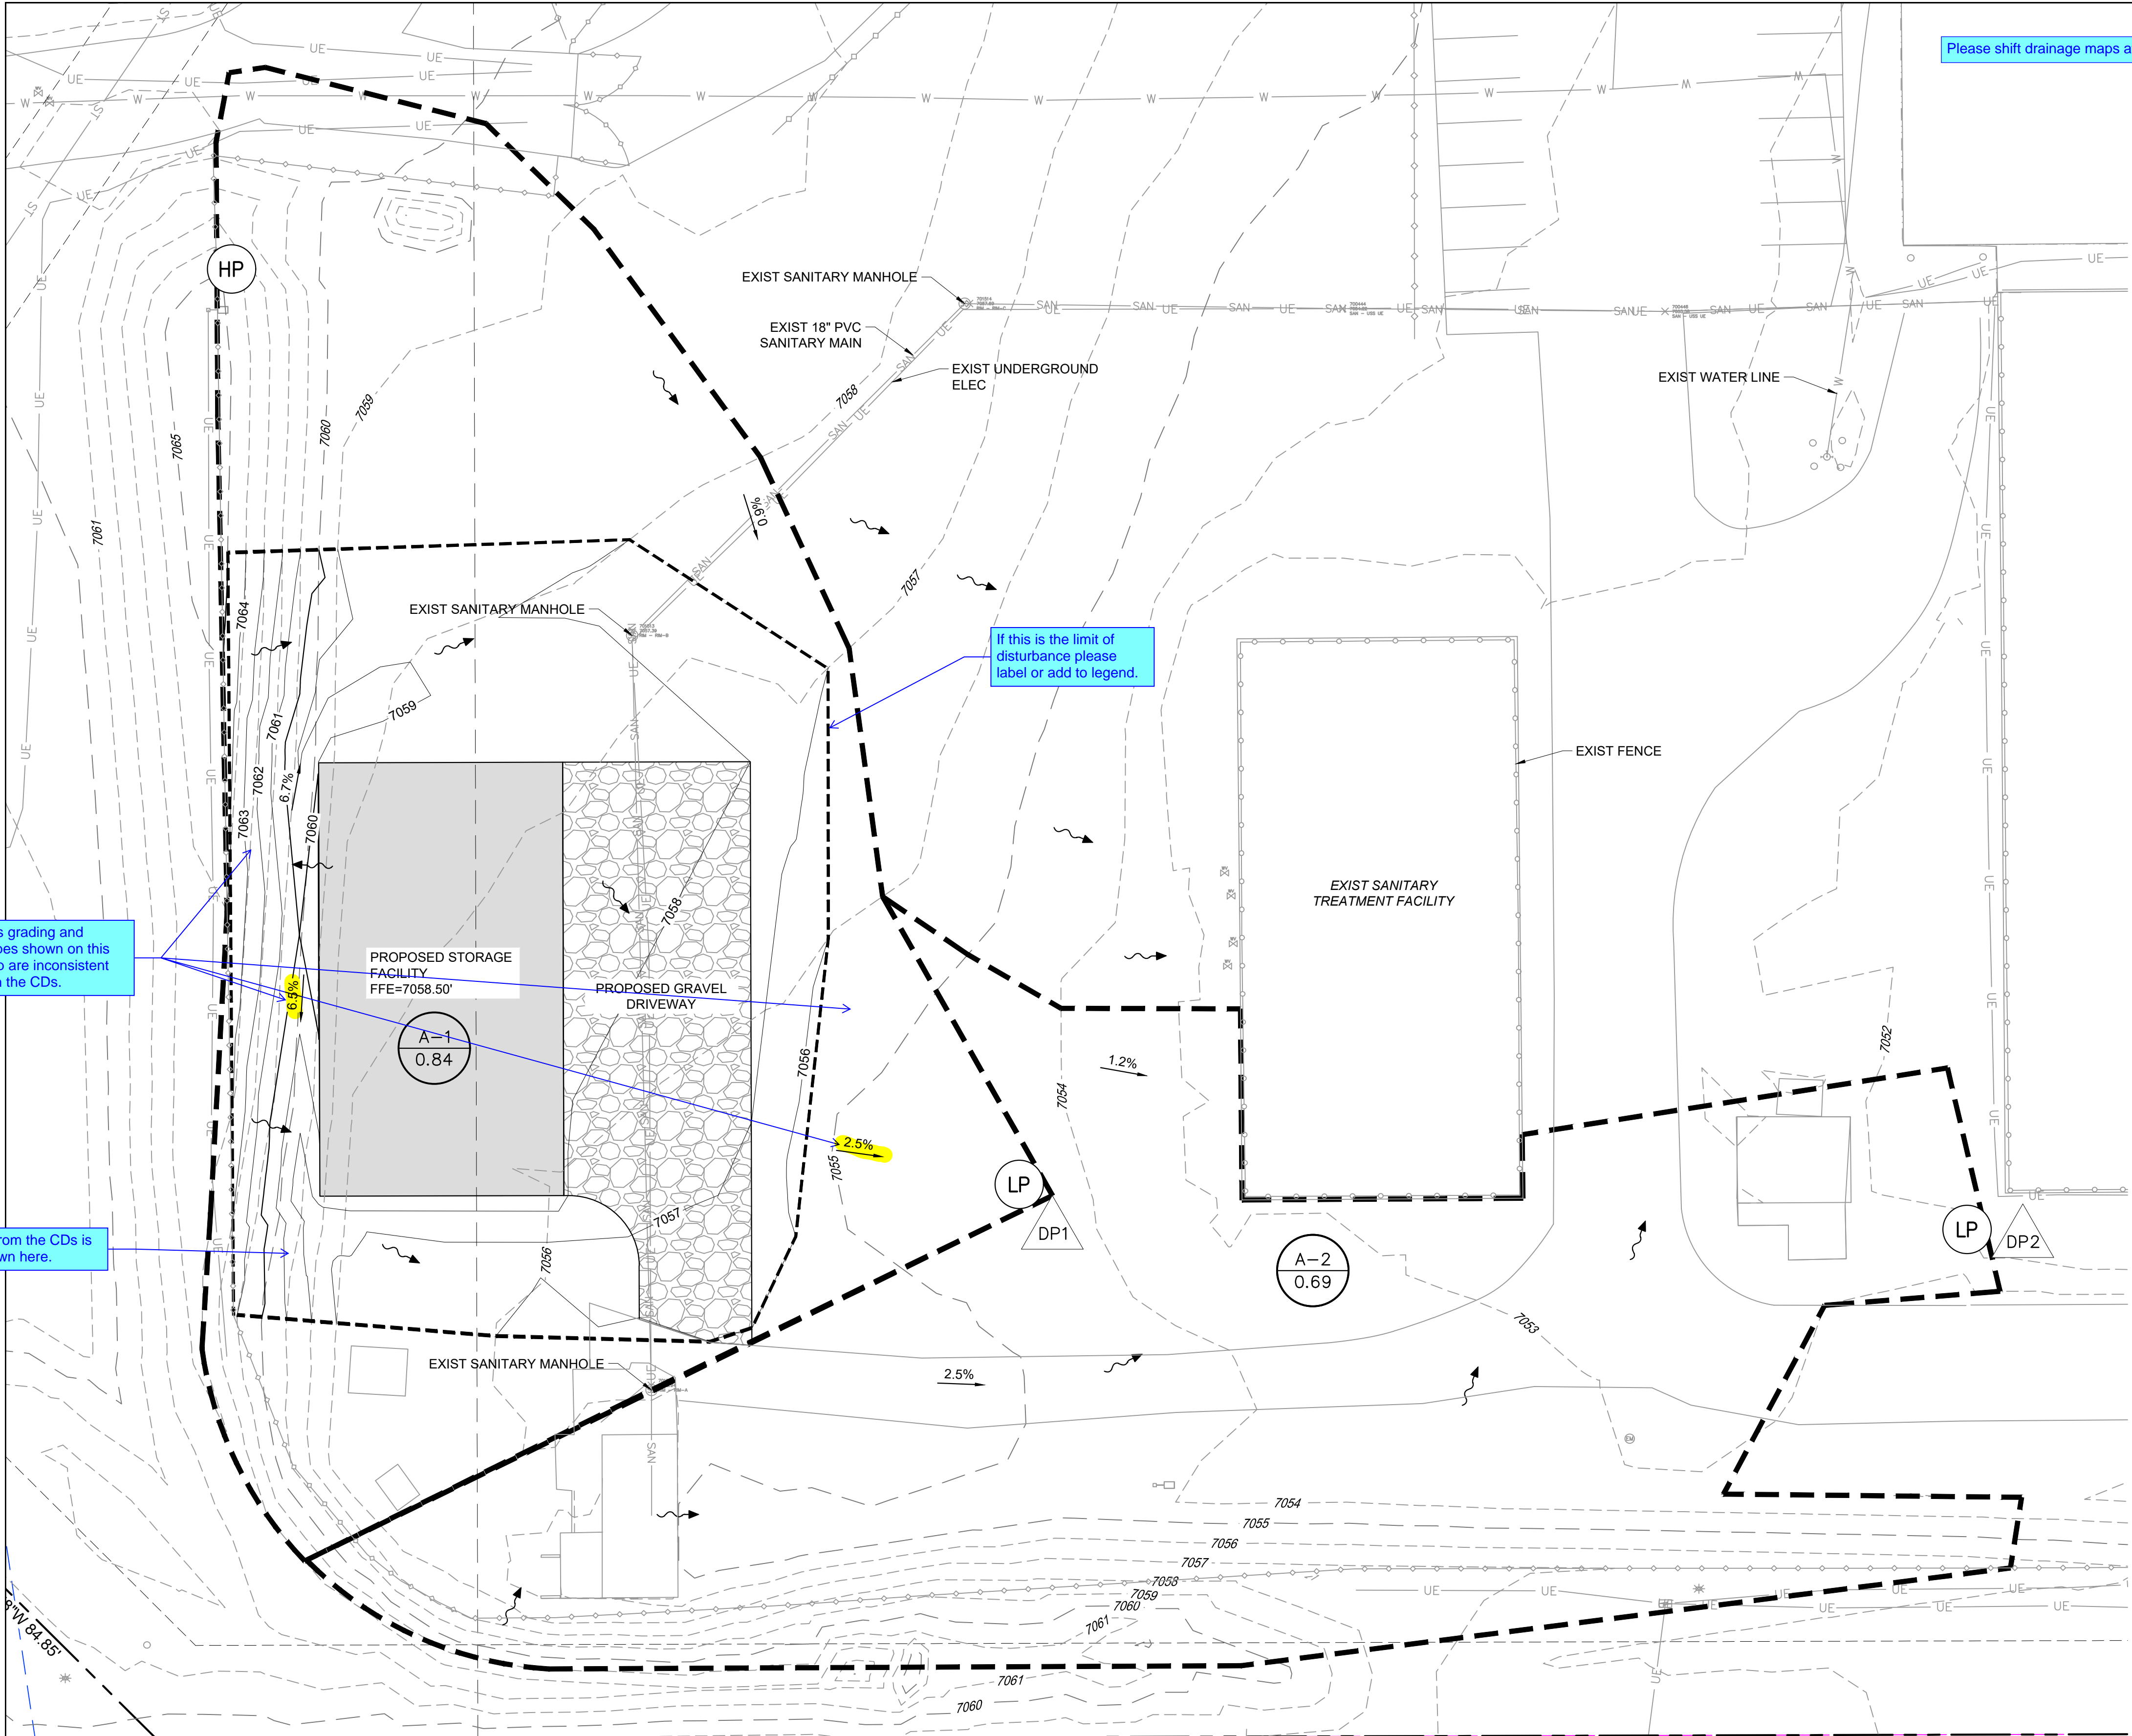 Please shift drainage maps a
HP
EXIST SANITARY MANHOLE
EXIST 18" PVC
SANITARY MAIN
EXIST UNDERGROUND
ELEC
EXIST WATER LINE
7058
7059
7060
7065
7061
0.9%
7057
7064
EXIST SANITARY MANHOLE
If this is the limit of
disturbance please
label or add to legend.
7059
7061
7062
6.7%
7063
7060
EXIST FENCE
EXIST SANITARY
TREATMENT FACILITY
7058
s grading and
pes shown on this
o are inconsistent
n the CDs.
PROPOSED STORAGE
FACILITY
FFE=7058.50'
PROPOSED GRAVEL
DRIVEWAY
6.5%
A-1
0.84
7056
1.2%
7054
7052
2.5%
7055
LP
DP1
7057
7056
rom the CDs is
wn here.
A-2
0.69
LP
DP2
7053
EXIST SANITARY MANHOLE
2.5%
7054
7055
7056
7057
7058
7059
7060
7061
7061
7060
8"W 84.85'
UE
W
SAN
ST